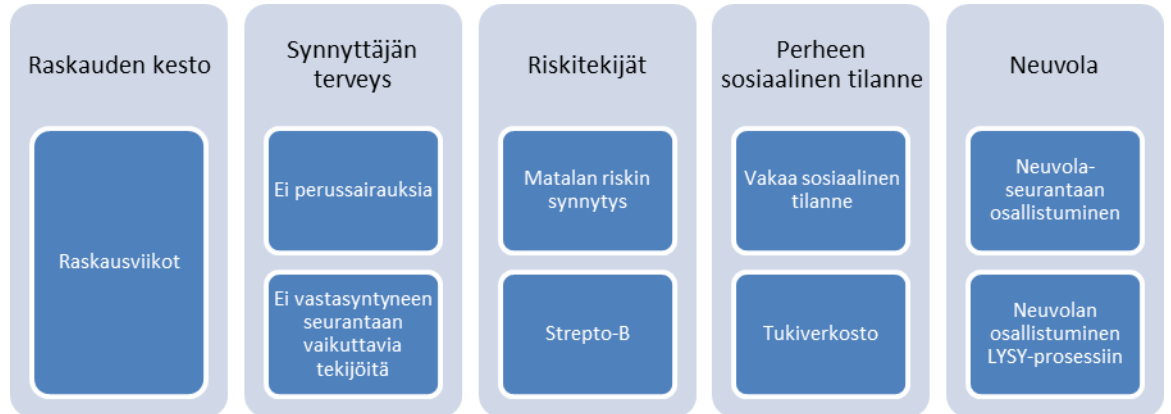 Raskauden kesto
Raskausviikot
Synnyttäjän
terveys
Ei perussairauksia
Ei vastasyntyneen
seurantaan
vaikuttavia
tekijöitä
Riskitekijät
Matalan riskin
synnytys
Strepto-B
Perheen
sosiaalinen tilanne
Vakaa sosiaalinen
tilanne
Tukiverkosto
Neuvola
Neuvola-
seurantaan
osallistuminen
Neuvolan
osallistuminen
LYSY-prosessiin